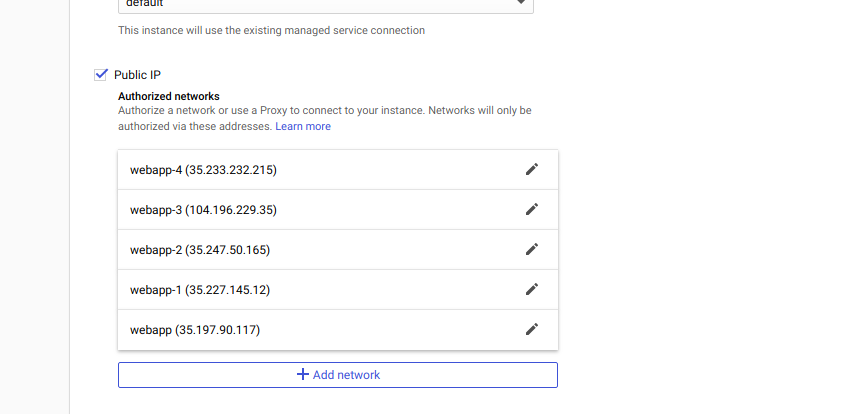 default
This instance will use the existing managed service connection
Public IP
Authorized networks
Authorize a network or use a Proxy to connect to your instance. Networks will only be
authorized via these addresses. Learn more
webapp-4 (35.233.232.215)
webapp-3 (104.196.229.35)
webapp-2 (35.247.50.165)
webapp-1 (35.227.145.12)
webapp (35.197.90.117)
Add network